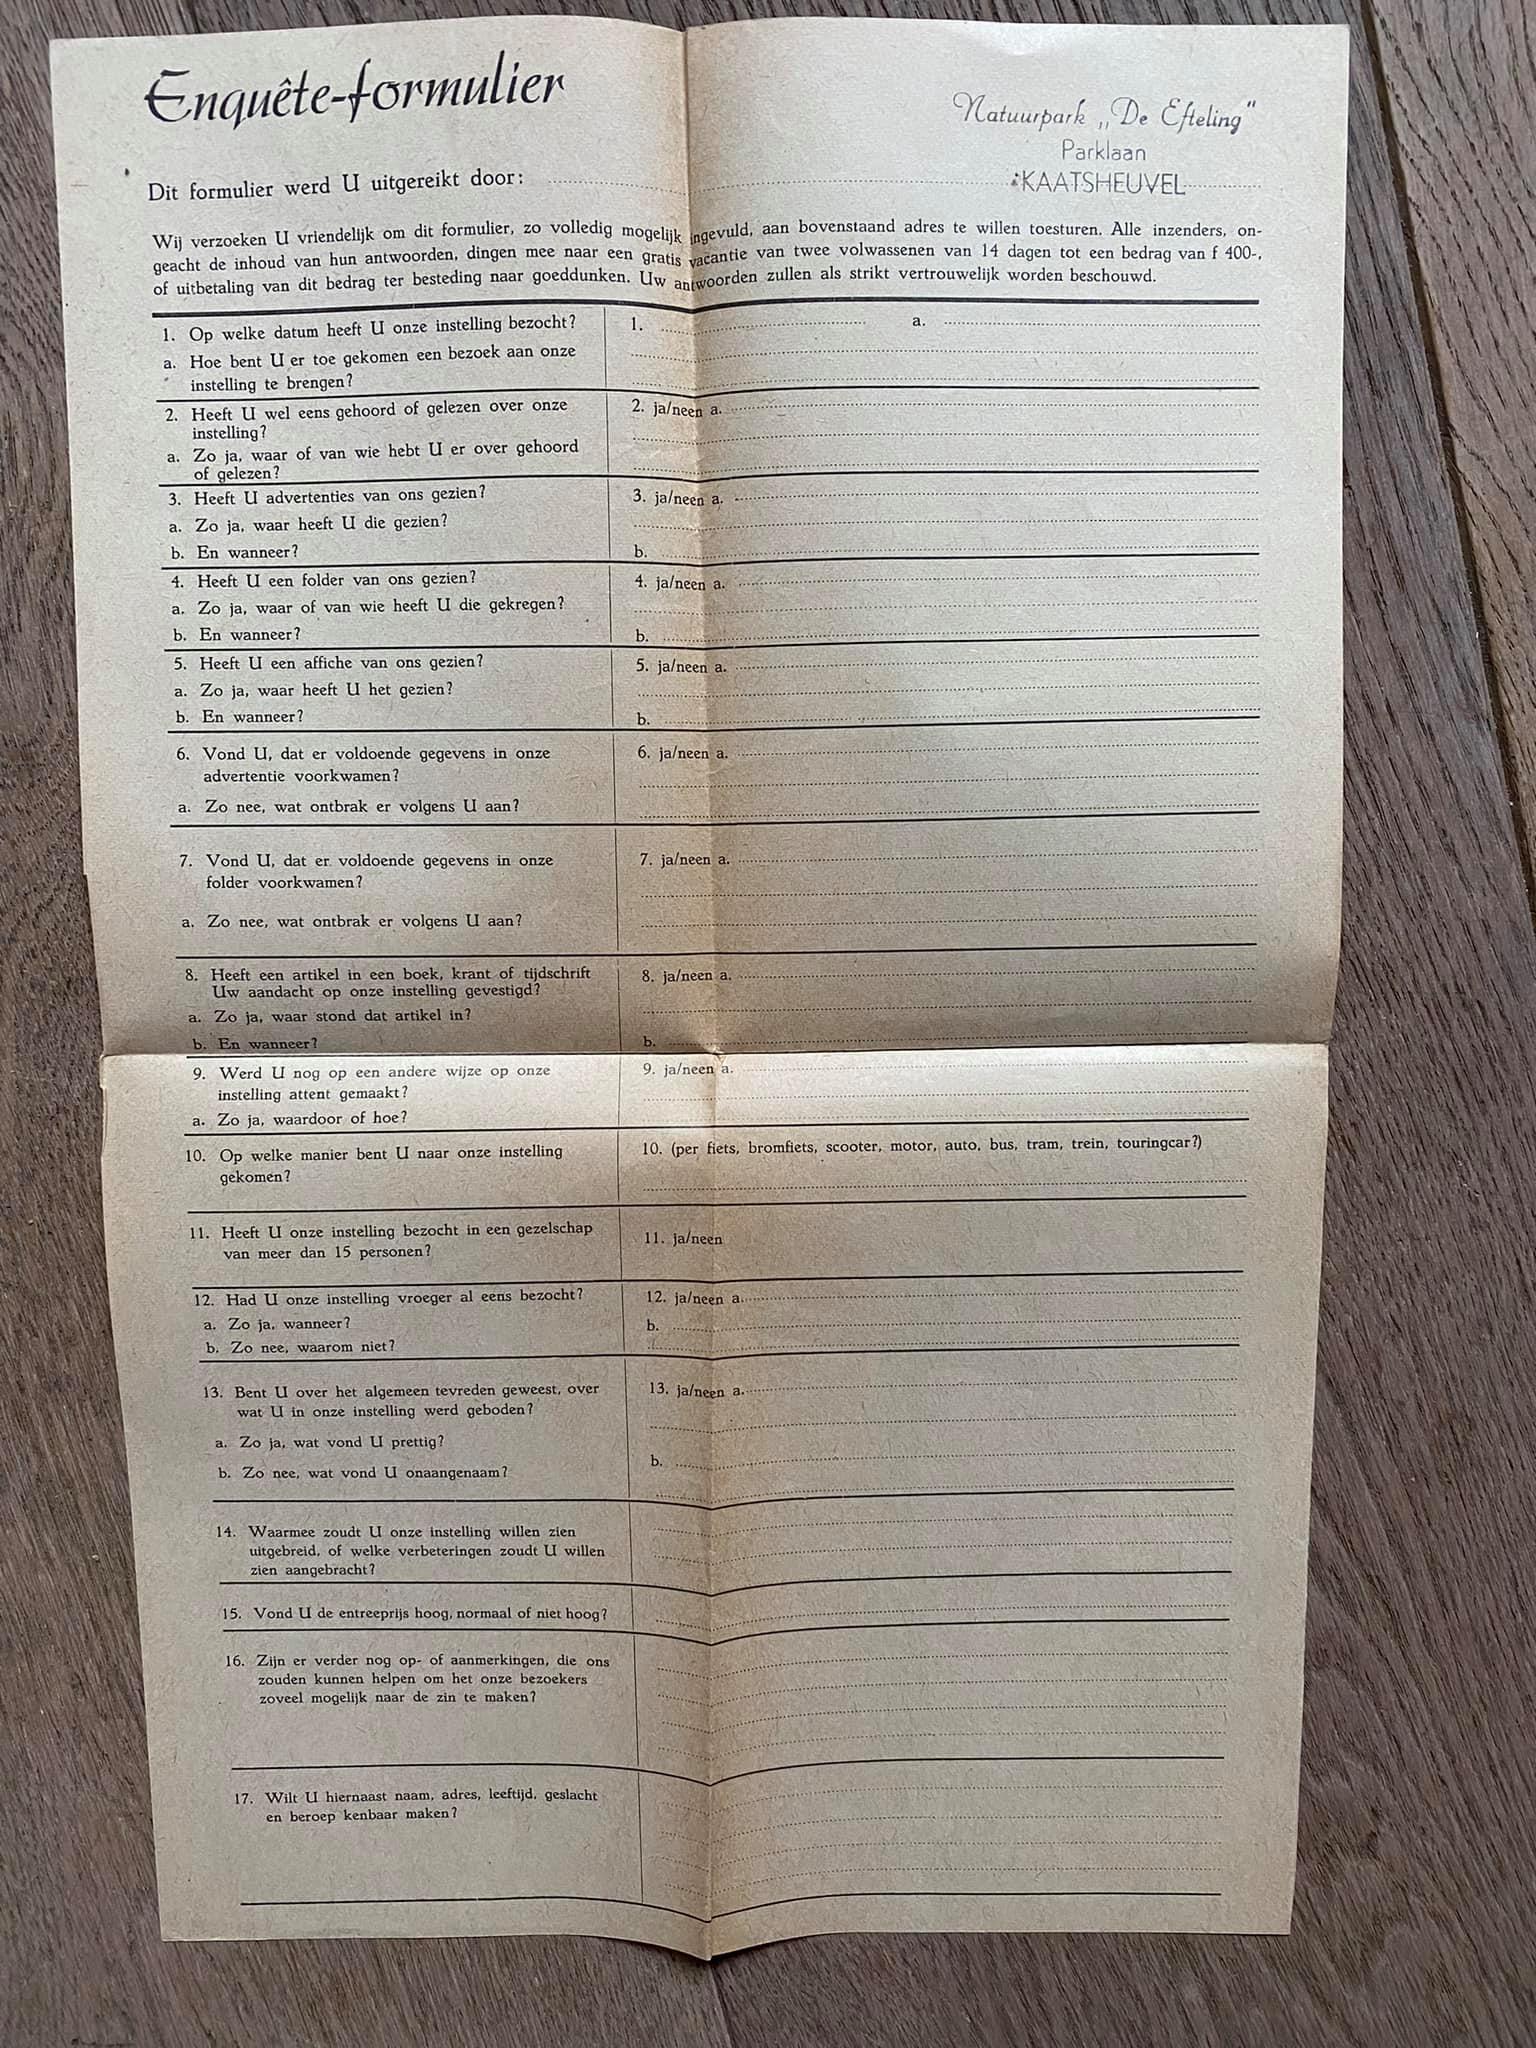 Enquête-formulier
Natuurpark „De Efteling"
Parklaan
KAATSHEUVEL
Dit formulier werd U uitgereikt door:
Wij verzoeken U vriendelijk om dit formulier, zo volledig mogelijk ingevuld, aan bovenstaand adres te willen toesturen. Alle inzenders, on-
geacht de inhoud van hun antwoorden, dingen mee naar een gratis vacantie van twee volwassenen van 14 dagen tot een bedrag van f 400-,
of uitbetaling van dit bedrag ter besteding naar goeddunken. Uw antwoorden zullen als strikt vertrouwelijk worden beschouwd.
1. Op welke datum heeft U onze instelling bezocht? 1. a.
a. Hoe bent U er toe gekomen een bezoek aan onze
instelling te brengen?
2. Heeft U wel eens gehoord of gelezen over onze 2. ja/neen a.
instelling?
a. Zo ja, waar of van wie hebt U er over gehoord
of gelezen?
3. Heeft U advertenties van ons gezien? 3. ja/neen a.
a. Zo ja, waar heeft U die gezien?
b. En wanneer? b.
4. Heeft U een folder van ons gezien? 4. ja/neen a.
a. Zo ja, waar of van wie heeft U die gekregen?
b. En wanneer? b.
5. Heeft U een affiche van ons gezien? 5. ja/neen a.
a. Zo ja, waar heeft U het gezien?
b. En wanneer? b.
6. Vond U, dat er voldoende gegevens in onze 6. ja/neen a.
advertentie voorkwamen?
a. Zo nee, wat ontbrak er volgens U aan?
7. Vond U, dat er voldoende gegevens in onze 7. ja/neen a.
folder voorkwamen?
a. Zo nee, wat ontbrak er volgens U aan?
8. Heeft een artikel in een boek, krant of tijdschrift 8. ja/neen a.
Uw aandacht op onze instelling gevestigd?
a. Zo ja, waar stond dat artikel in?
b. En wanneer? b.
9. Werd U nog op een andere wijze op onze 9. ja/neen a.
instelling attent gemaakt?
a. Zo ja, waardoor of hoe?
10. Op welke manier bent U naar onze instelling 10. (per fiets, bromfiets, scooter, motor, auto, bus, tram, trein, touringcar?)
gekomen?
11. Heeft U onze instelling bezocht in een gezelschap 11. ja/neen
van meer dan 15 personen?
12. Had U onze instelling vroeger al eens bezocht? 12. ja/neen a.
a. Zo ja, wanneer? b.
b. Zo nee, waarom niet?
13. Bent U over het algemeen tevreden geweest, over 13. ja/neen a.
wat U in onze instelling werd geboden?
a. Zo ja, wat vond U prettig?
b. Zo nee, wat vond U onaangenaam? b.
14. Waarmee zoudt U onze instelling willen zien
uitgebreid, of welke verbeteringen zoudt U willen
zien aangebracht?
15. Vond U de entreeprijs hoog, normaal of niet hoog?
16. Zijn er verder nog op- of aanmerkingen, die ons
zouden kunnen helpen om het onze bezoekers
zoveel mogelijk naar de zin te maken?
17. Wilt U hiernaast naam, adres, leeftijd, geslacht
en beroep kenbaar maken?